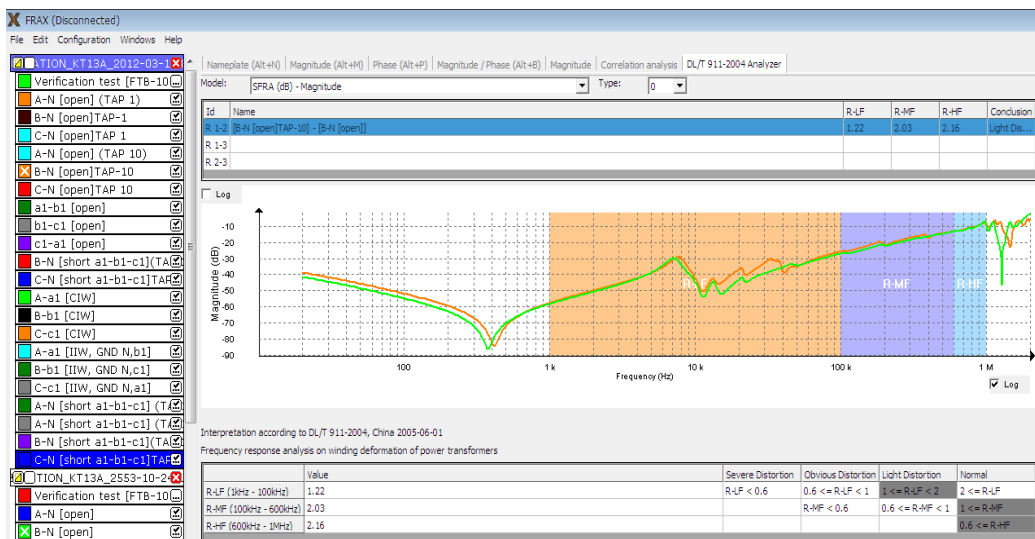 FRAX (Disconnected)
File Edit Configuration Windows Help
ATION_KT13A_2012-03-1
Verification test [FTB-10
A-N [open] (TAP 1)
B-N [open]TAP-1
C-N [open]TAP 1
A-N [open] (TAP 10)
B-N [open]TAP-10
C-N [open]TAP 10
a1-b1 [open]
b1-c1 [open]
c1-a1 [open]
B-N [short a1-b1-c1](TA
C-N [short a1-b1-c1]TAP
A-a1 [CIW]
B-b1 [CIW]
C-c1 [CIW]
A-a1 [IIW, GND N,b1]
B-b1 [IIW, GND N,c1]
C-c1 [IIW, GND N,a1]
A-N [short a1-b1-c1] (TA
A-N [short a1-b1-c1] (TA
B-N [short a1-b1-c1](TA
C-N [short a1-b1-c1]TAP
TION_KT13A_2553-10-24
Verification test [FTB-10
A-N [open]
B-N [open]
Nameplate (Alt+N) Magnitude (Alt+M) Phase (Alt+P) Magnitude / Phase (Alt+B) Magnitude Correlation analysis DL/T 911-2004 Analyzer
Model: SFRA (dB) - Magnitude Type: 0
Id Name R-LF R-MF R-HF Conclusion
R 1-2 [B-N [open]TAP-10] - [B-N [open]] 1.22 2.03 2.16 Light Dis...
R 1-3
R 2-3
Log
Magnitude (dB)
-10
-20
-30
-40
-50
-60
-70
-80
-90
R-MF
R-HF
100 1 k 10 k 100 k 1 M
Frequency (Hz)
Log
Interpretation according to DL/T 911-2004, China 2005-06-01
Frequency response analysis on winding deformation of power transformers
Value Severe Distortion Obvious Distortion Light Distortion Normal
R-LF (1kHz - 100kHz) 1.22 R-LF < 0.6 0.6 <= R-LF < 1 1 <= R-LF < 2 2 <= R-LF
R-MF (100kHz - 600kHz) 2.03 R-MF < 0.6 0.6 <= R-MF < 1 1 <= R-MF
R-HF (600kHz - 1MHz) 2.16 0.6 <= R-HF